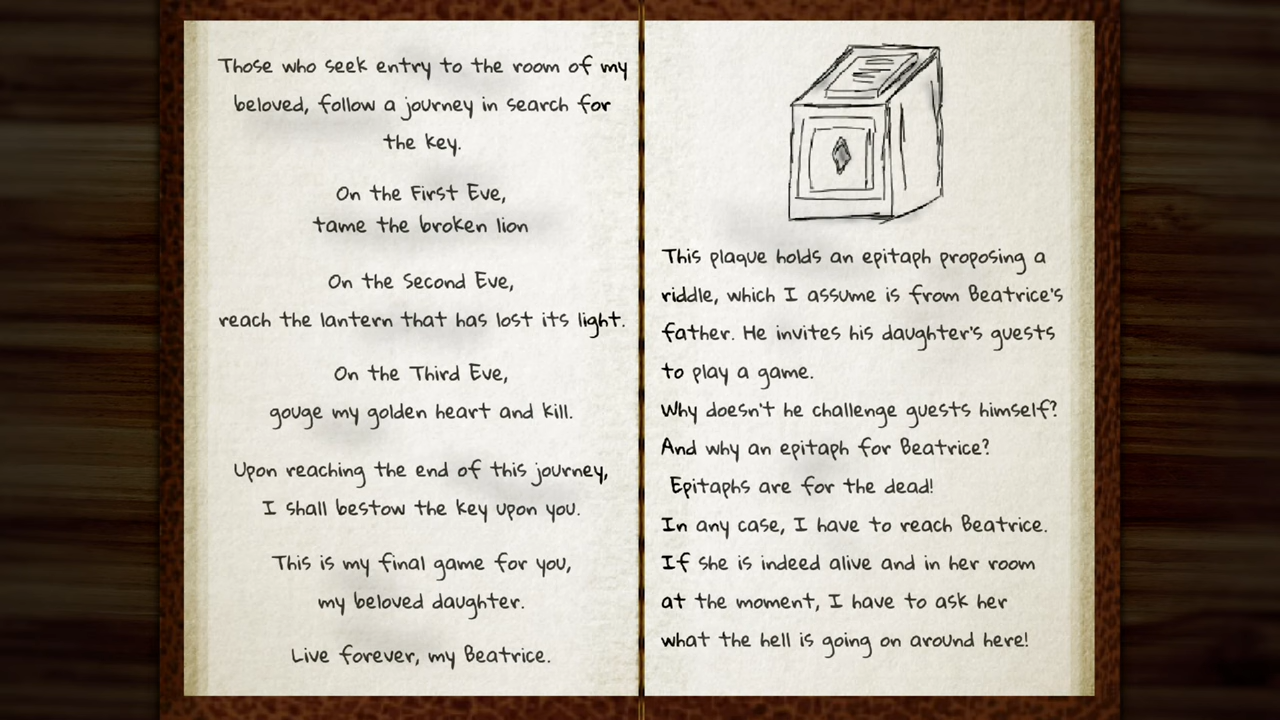 Those who seek entry to the room of my
beloved, follow a journey in search for
the key.
On the First Eve,
tame the broken lion
On the Second Eve,
reach the lantern that has lost its light.
On the Third Eve,
gouge my golden heart and kill.
Upon reaching the end of this journey,
I shall bestow the key upon you.
This is my final game for you,
my beloved daughter.
Live forever, my Beatrice.
This plaque holds an epitaph proposing a
riddle, which I assume is from Beatrice's
father. He invites his daughter's guests
to play a game.
Why doesn't he challenge guests himself?
And why an epitaph for Beatrice?
Epitaphs are for the dead!
In any case, I have to reach Beatrice.
If she is indeed alive and in her room
at the moment, I have to ask her
what the hell is going on around here!